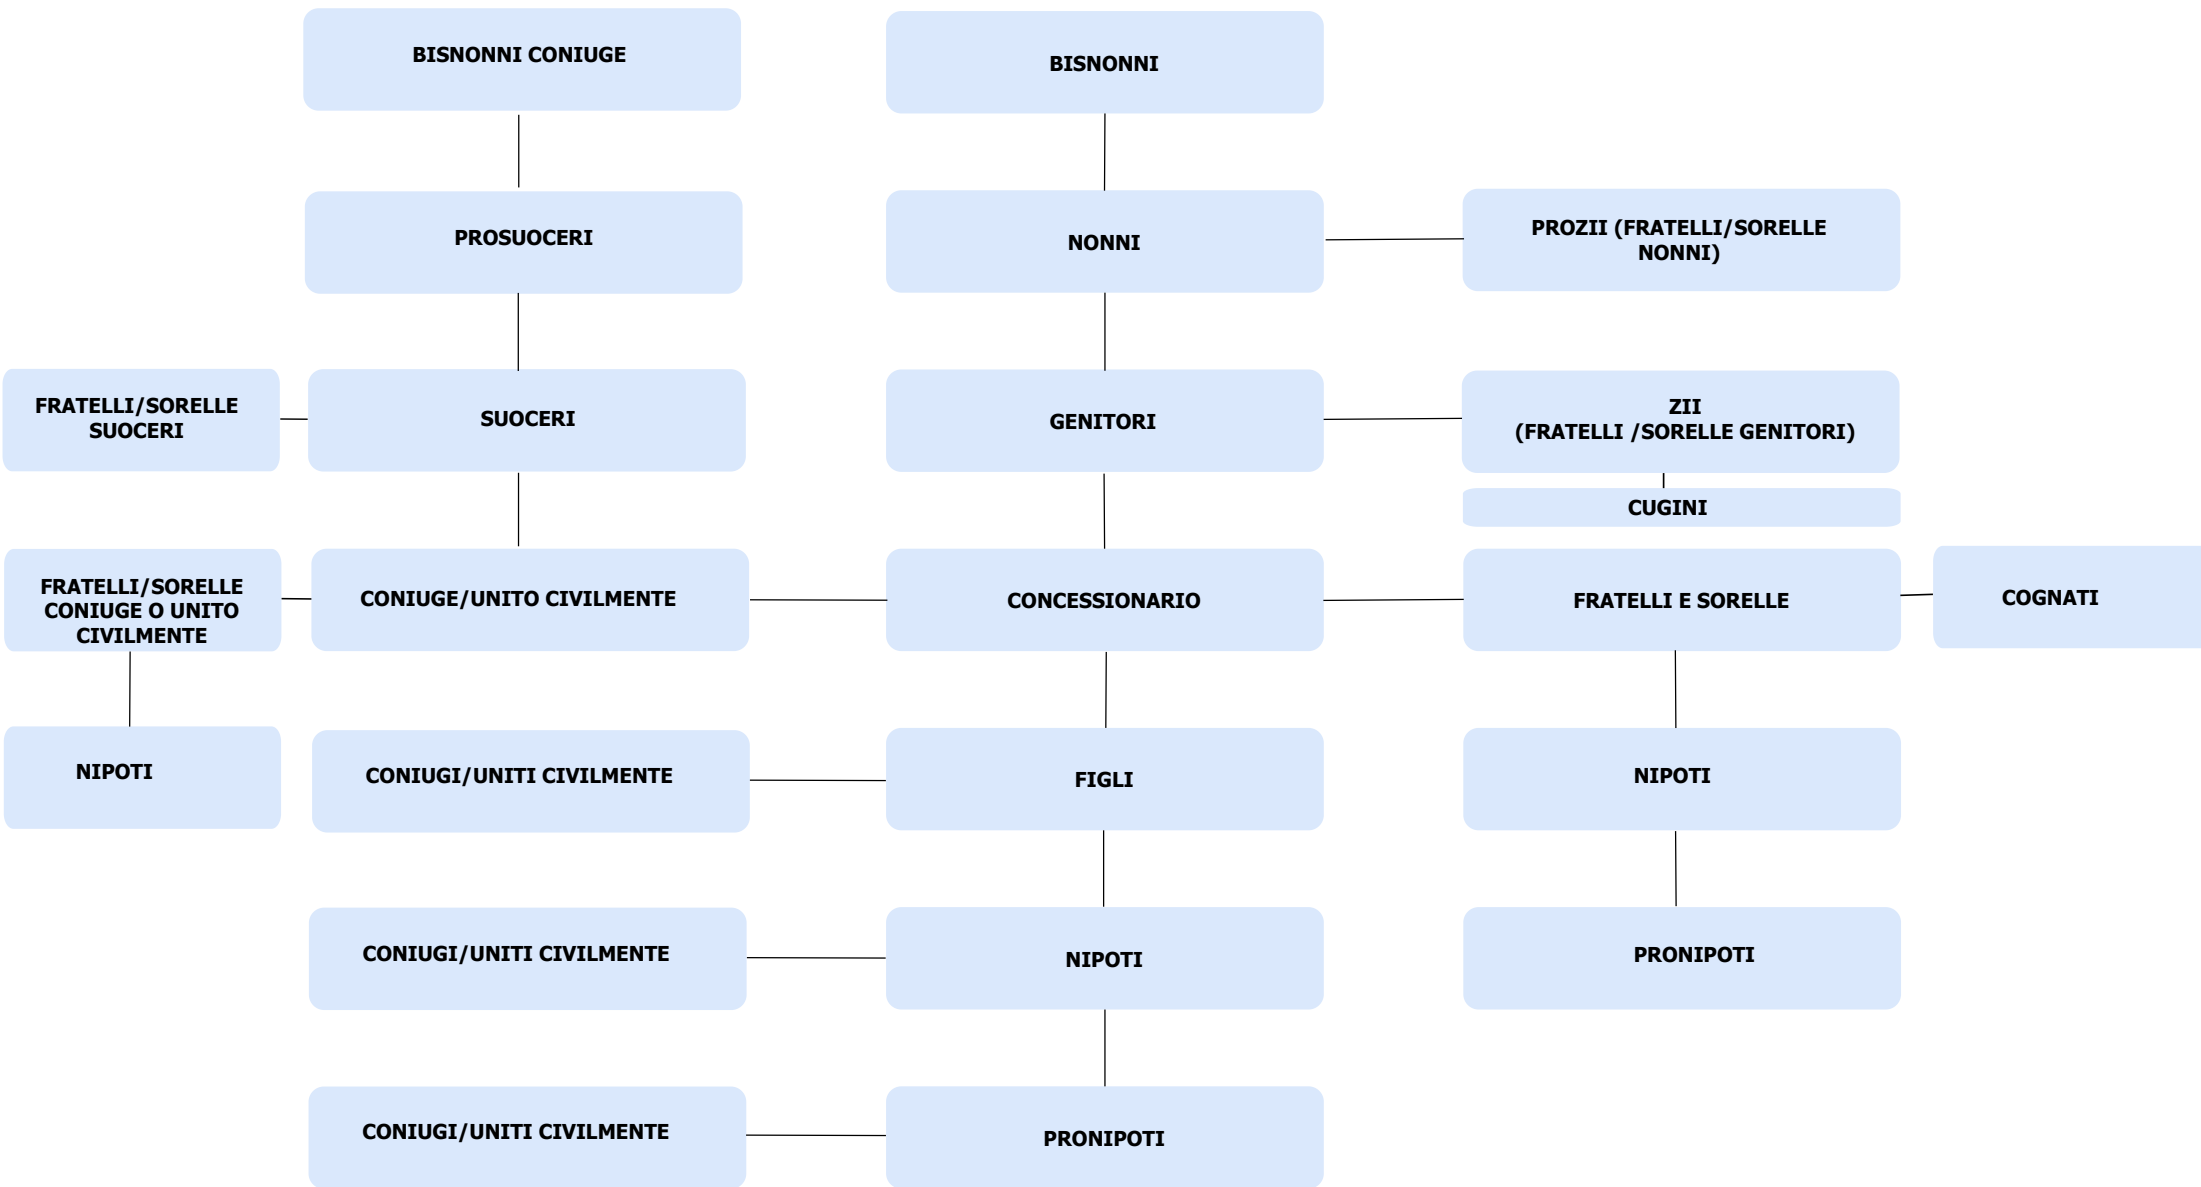 BISNONNI CONIUGE
BISNONNI
PROSUOCERI
NONNI
PROZII (FRATELLI/SORELLE
NONNI)
FRATELLI/SORELLE
SUOCERI
SUOCERI
GENITORI
ZII
(FRATELLI /SORELLE GENITORI)
CUGINI
FRATELLI/SORELLE
CONIUGE O UNITO
CIVILMENTE
CONIUGE/UNITO CIVILMENTE
CONCESSIONARIO
FRATELLI E SORELLE
COGNATI
NIPOTI
CONIUGI/UNITI CIVILMENTE
FIGLI
NIPOTI
CONIUGI/UNITI CIVILMENTE
NIPOTI
PRONIPOTI
CONIUGI/UNITI CIVILMENTE
PRONIPOTI